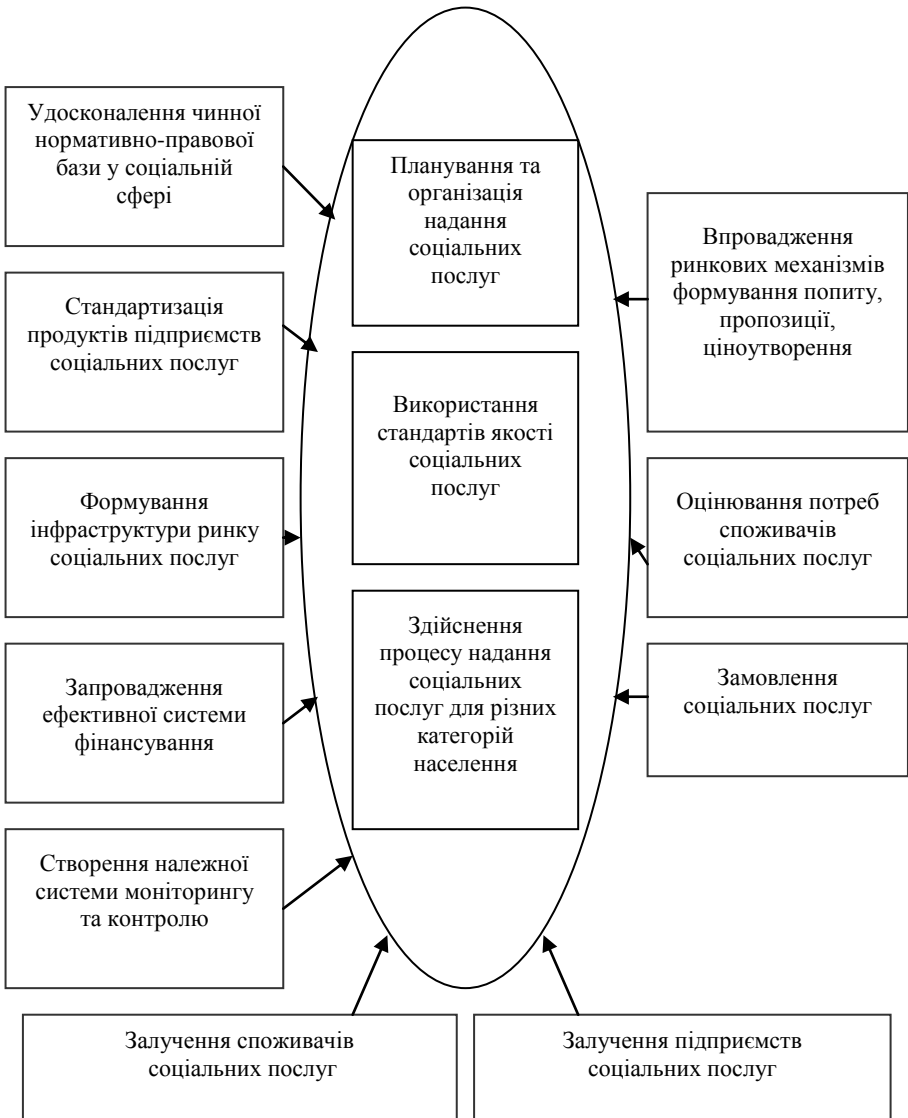 Удосконалення чинної
нормативно-правової
бази у соціальній
сфері
Стандартизація
продуктів підприємств
соціальних послуг
Формування
інфраструктури ринку
соціальних послуг
Запровадження
ефективної системи
фінансування
Створення належної
системи моніторингу
та контролю
Планування та
організація
надання
соціальних
послуг
Використання
стандартів якості
соціальних
послуг
Здійснення
процесу надання
соціальних
послуг для різних
категорій
населення
Впровадження
ринкових механізмів
формування попиту,
пропозиції,
ціноутворення
Оцінювання потреб
споживачів
соціальних послуг
Замовлення
соціальних послуг
Залучення споживачів
соціальних послуг
Залучення підприємств
соціальних послуг